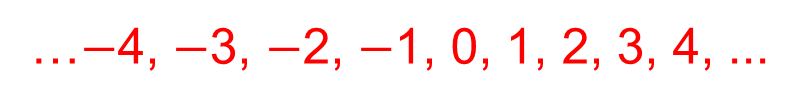 …−4, −3, −2, −1, 0, 1, 2, 3, 4, ...